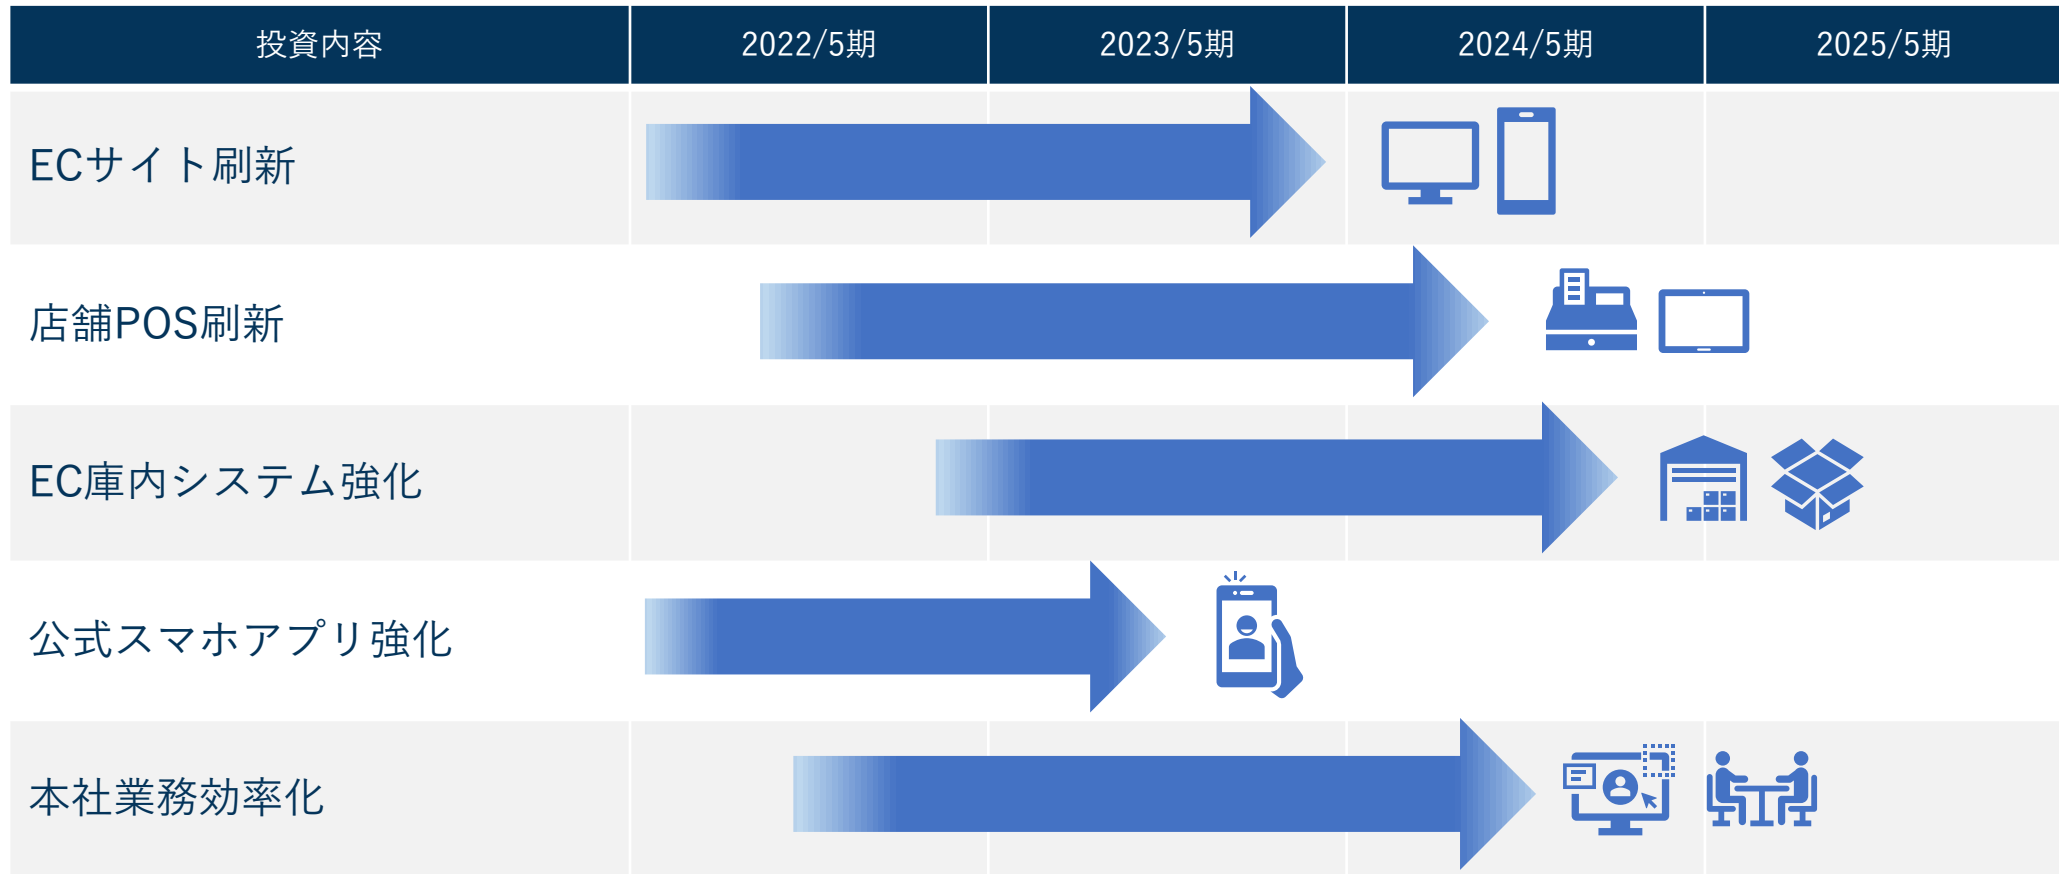 投資内容
2022/5期
2023/5期
2024/5期
2025/5期
ECサイト刷新
店舗POS刷新
EC庫内システム強化
公式スマホアプリ強化
本社業務効率化